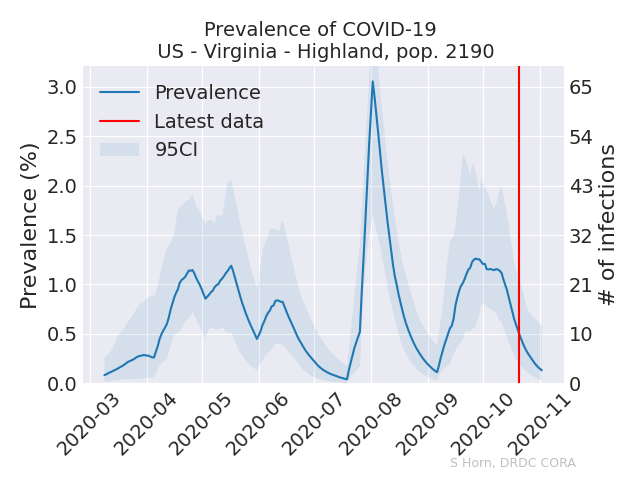 Prevalence of COVID-19
US - Virginia - Highland, pop. 2190
Prevalence (%)
3.0
2.5
2.0
1.5
1.0
0.5
0.0
Prevalence
Latest data
95CI
65
54
43
32
21
10
0
# of infections
2020-03
2020-04
2020-05
2020-06
2020-07
2020-08
2020-09
2020-10
2020-11
S Horn, DRDC CORA